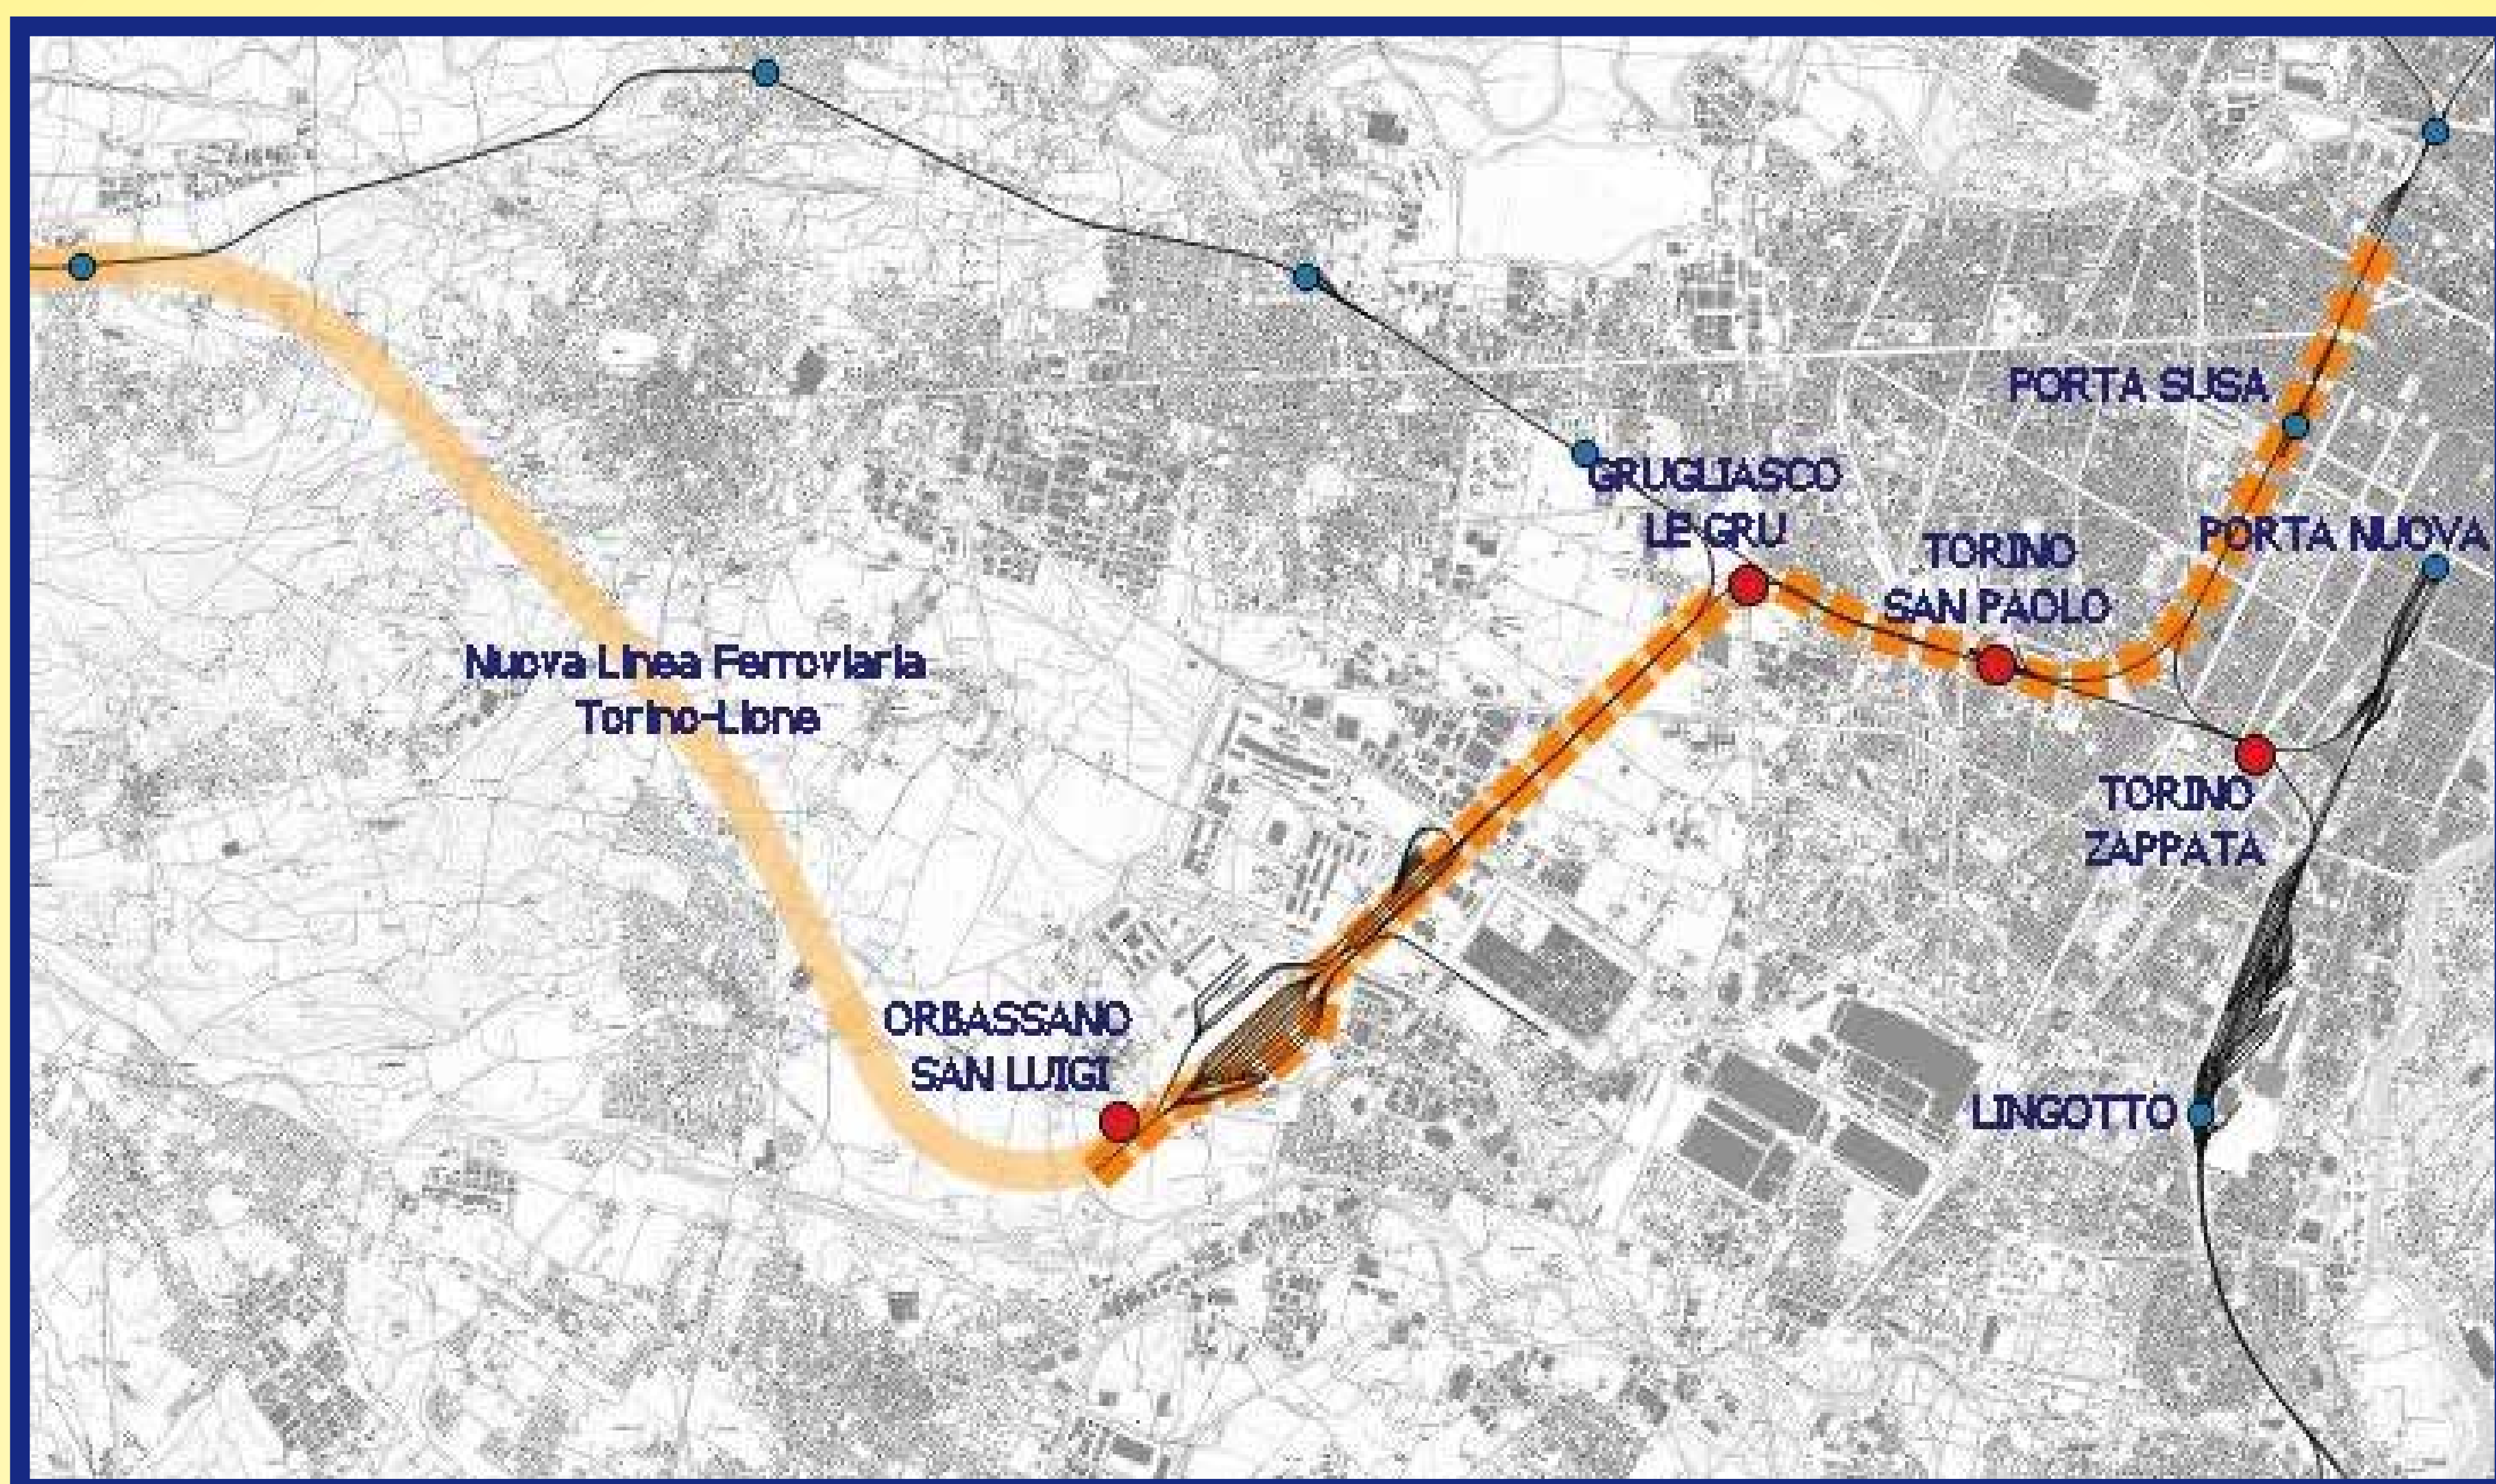 PORTA SUSA
GRUGLIASCO
LE GRU
TORINO
SAN PAOLO
PORTA NUOVA
Nuova Linea Ferroviaria
Torino-Lione
TORINO
ZAPPATA
ORBASSANO
SAN LUIGI
LINGOTTO